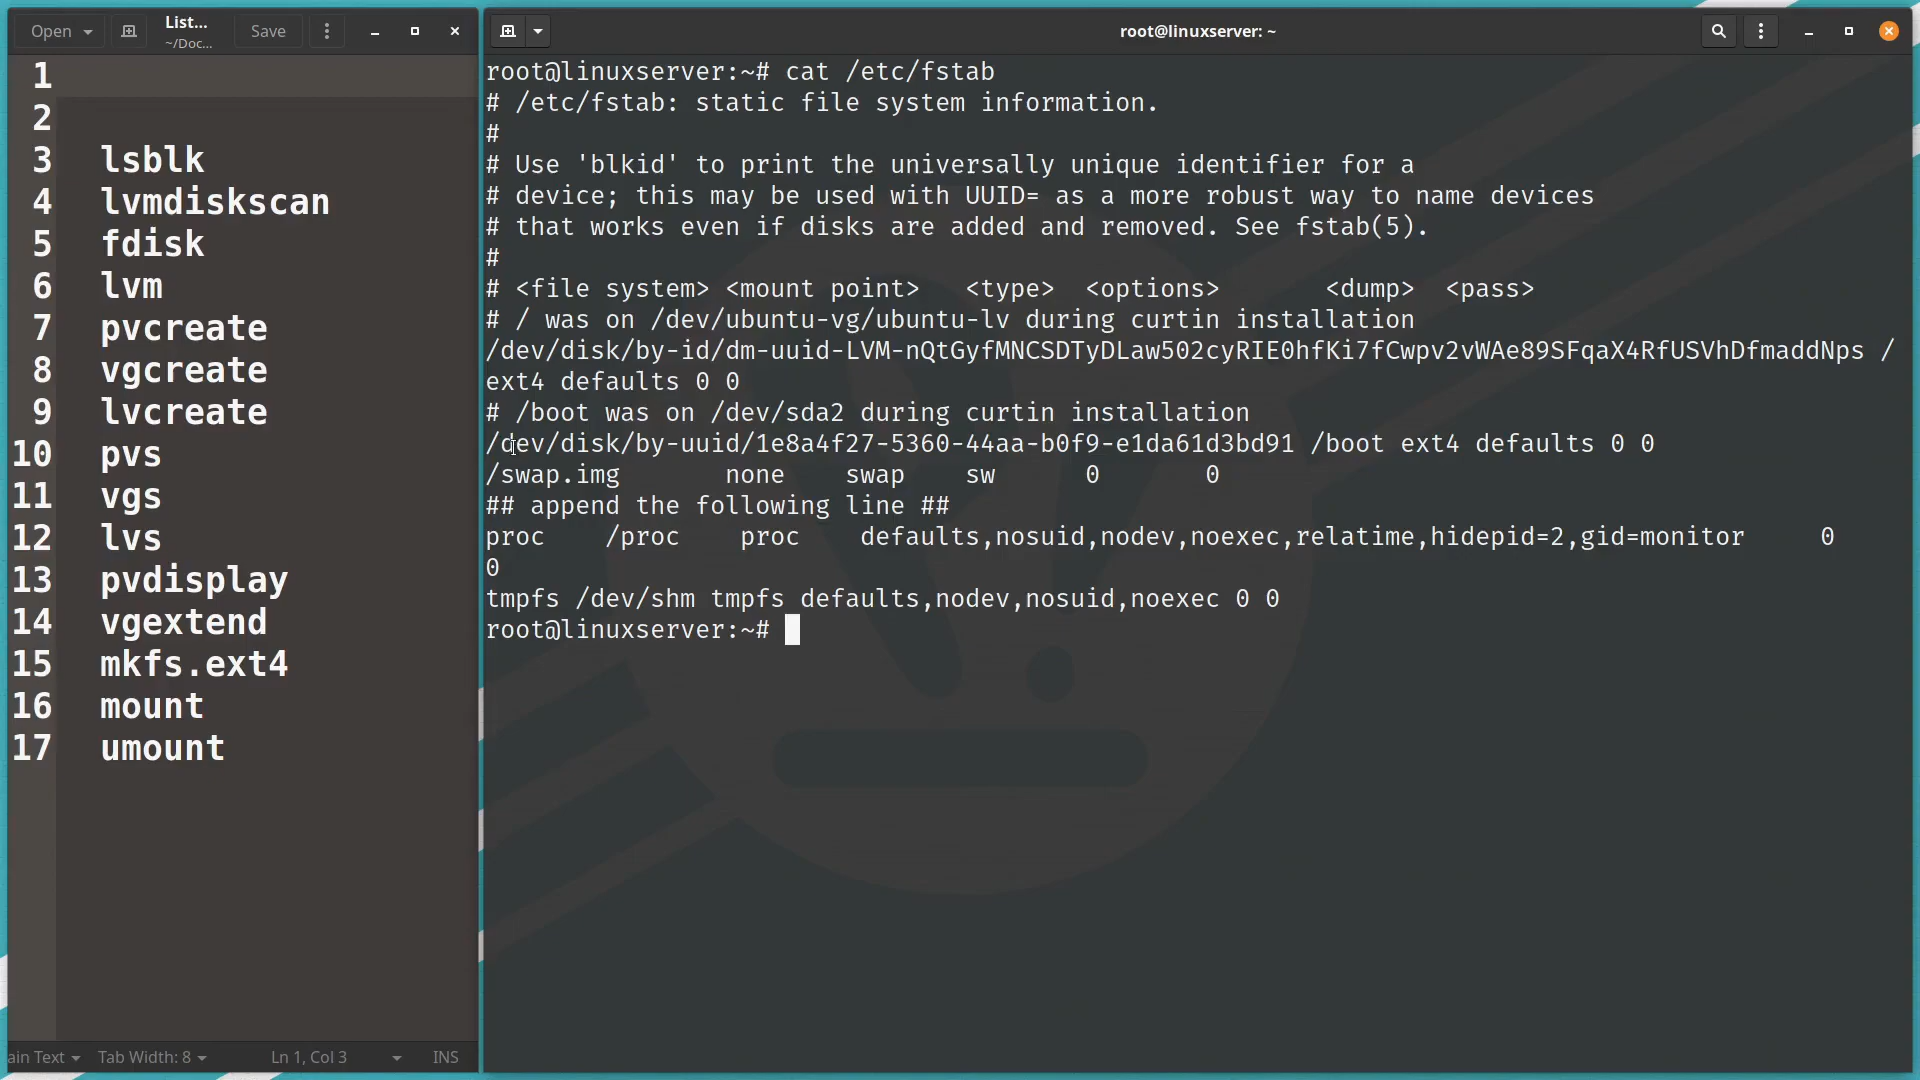 Open
List...
~/Doc...
Save
1
2
3 lsblk
4 lvmdiskscan
5 fdisk
6 lvm
7 pvcreate
8 vgcreate
9 lvcreate
10 pvs
11 vgs
12 lvs
13 pvdisplay
14 vgextend
15 mkfs.ext4
16 mount
17 umount
ain Text
Tab Width: 8
Ln 1, Col 3
INS
root@linuxserver: ~
root@linuxserver:~# cat /etc/fstab
# /etc/fstab: static file system information.
#
# Use 'blkid' to print the universally unique identifier for a
# device; this may be used with UUID= as a more robust way to name devices
# that works even if disks are added and removed. See fstab(5).
#
# <file system> <mount point>   <type>  <options>       <dump>  <pass>
# / was on /dev/ubuntu-vg/ubuntu-lv during curtin installation
/dev/disk/by-id/dm-uuid-LVM-nQtGyfMNCSDTyDLaw502cyRIE0hfKi7fCwpv2vWAe89SFqaX4RfUSVhDfmaddNps /
ext4 defaults 0 0
# /boot was on /dev/sda2 during curtin installation
/dev/disk/by-uuid/1e8a4f27-5360-44aa-b0f9-e1da61d3bd91 /boot ext4 defaults 0 0
/swap.img       none    swap    sw      0       0
## append the following line ##
proc    /proc    proc    defaults,nosuid,nodev,noexec,relatime,hidepid=2,gid=monitor     0
0
tmpfs /dev/shm tmpfs defaults,nodev,nosuid,noexec 0 0
root@linuxserver:~#